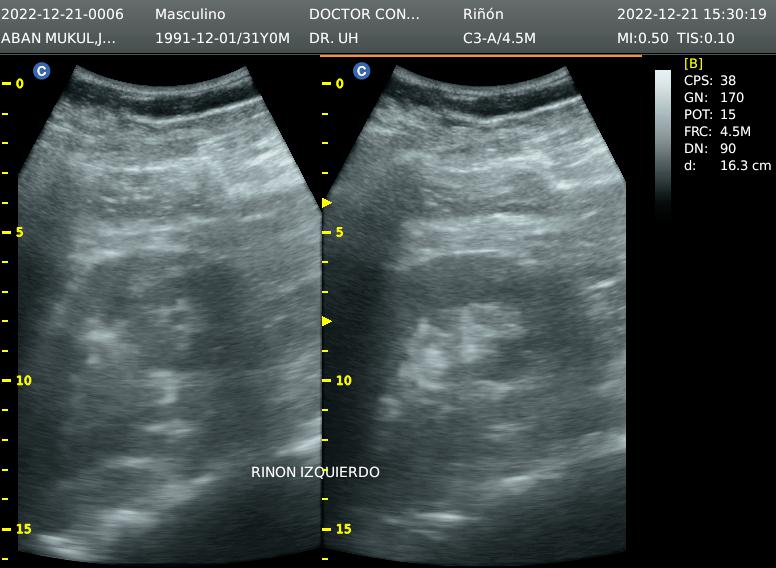 2022-12-21-0006 Masculino DOCTOR CON... Riñón 2022-12-21 15:30:19
ABAN MUKUL,J... 1991-12-01/31Y0M DR. UH C3-A/4.5M MI:0.50 TIS:0.10
[B]
CPS: 38
GN: 170
POT: 15
FRC: 4.5M
DN: 90
d: 16.3 cm
C
C
0
0
5
5
10
10
RINON IZQUIERDO
15
15